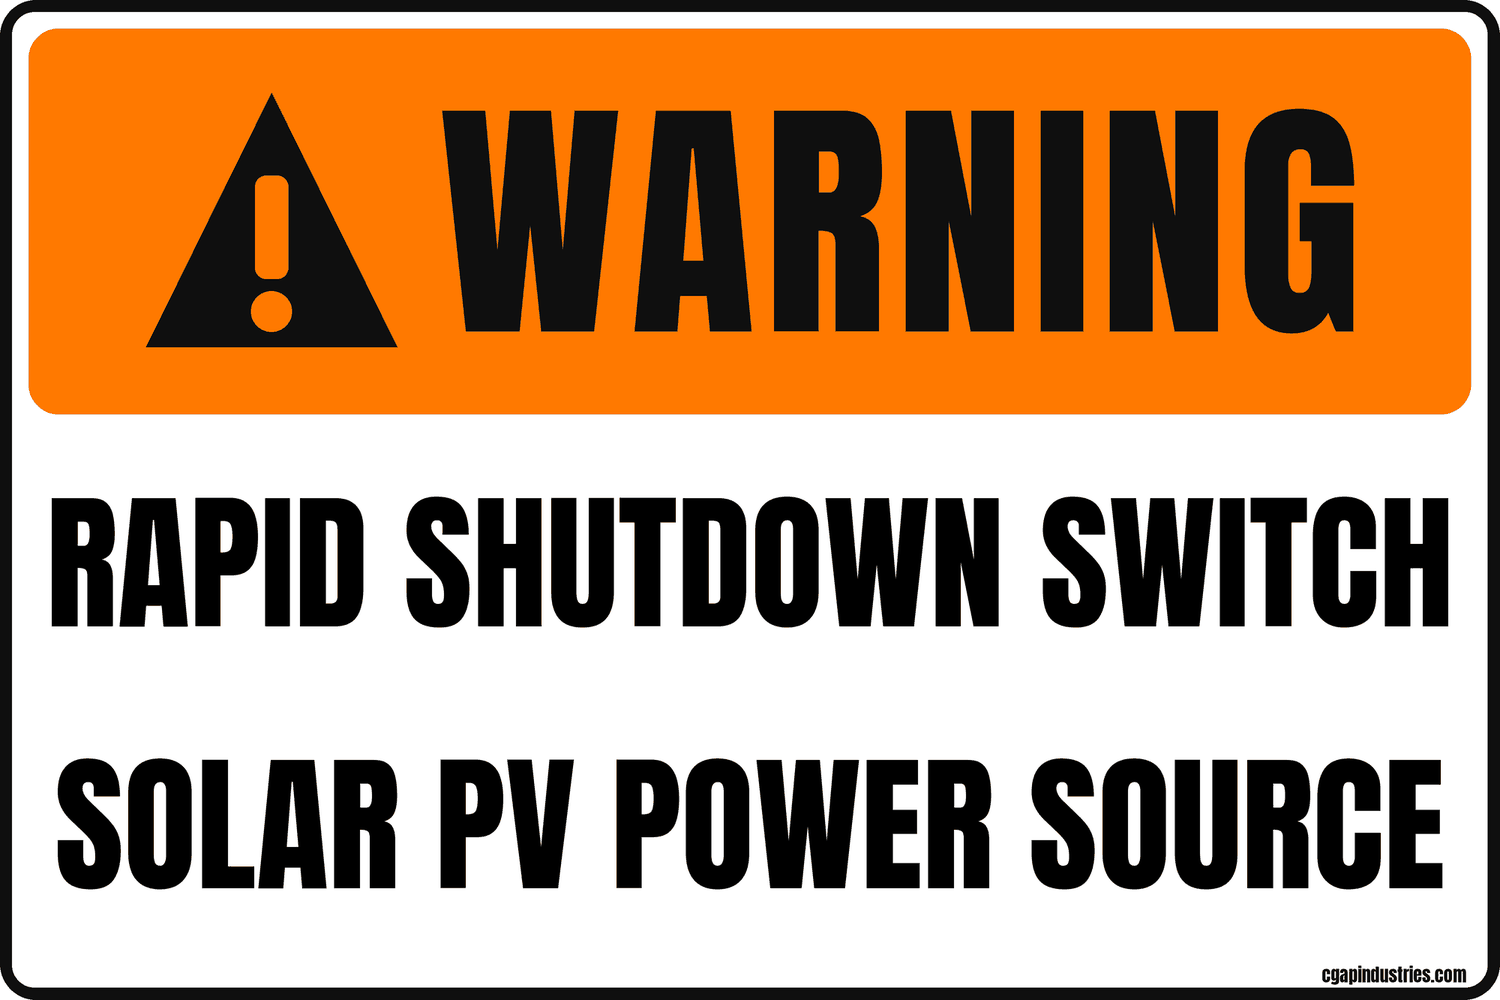 WARNING
RAPID SHUTDOWN SWITCH
SOLAR PV POWER SOURCE
cgapindustries.com